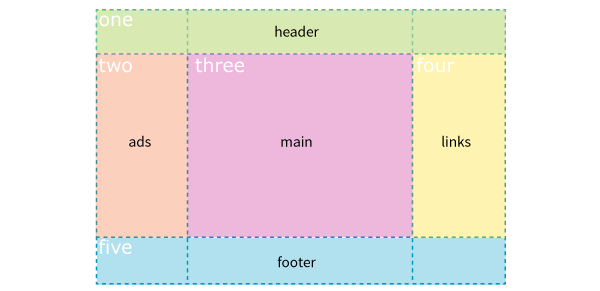 one
header
two
three
four
ads
main
links
five
footer